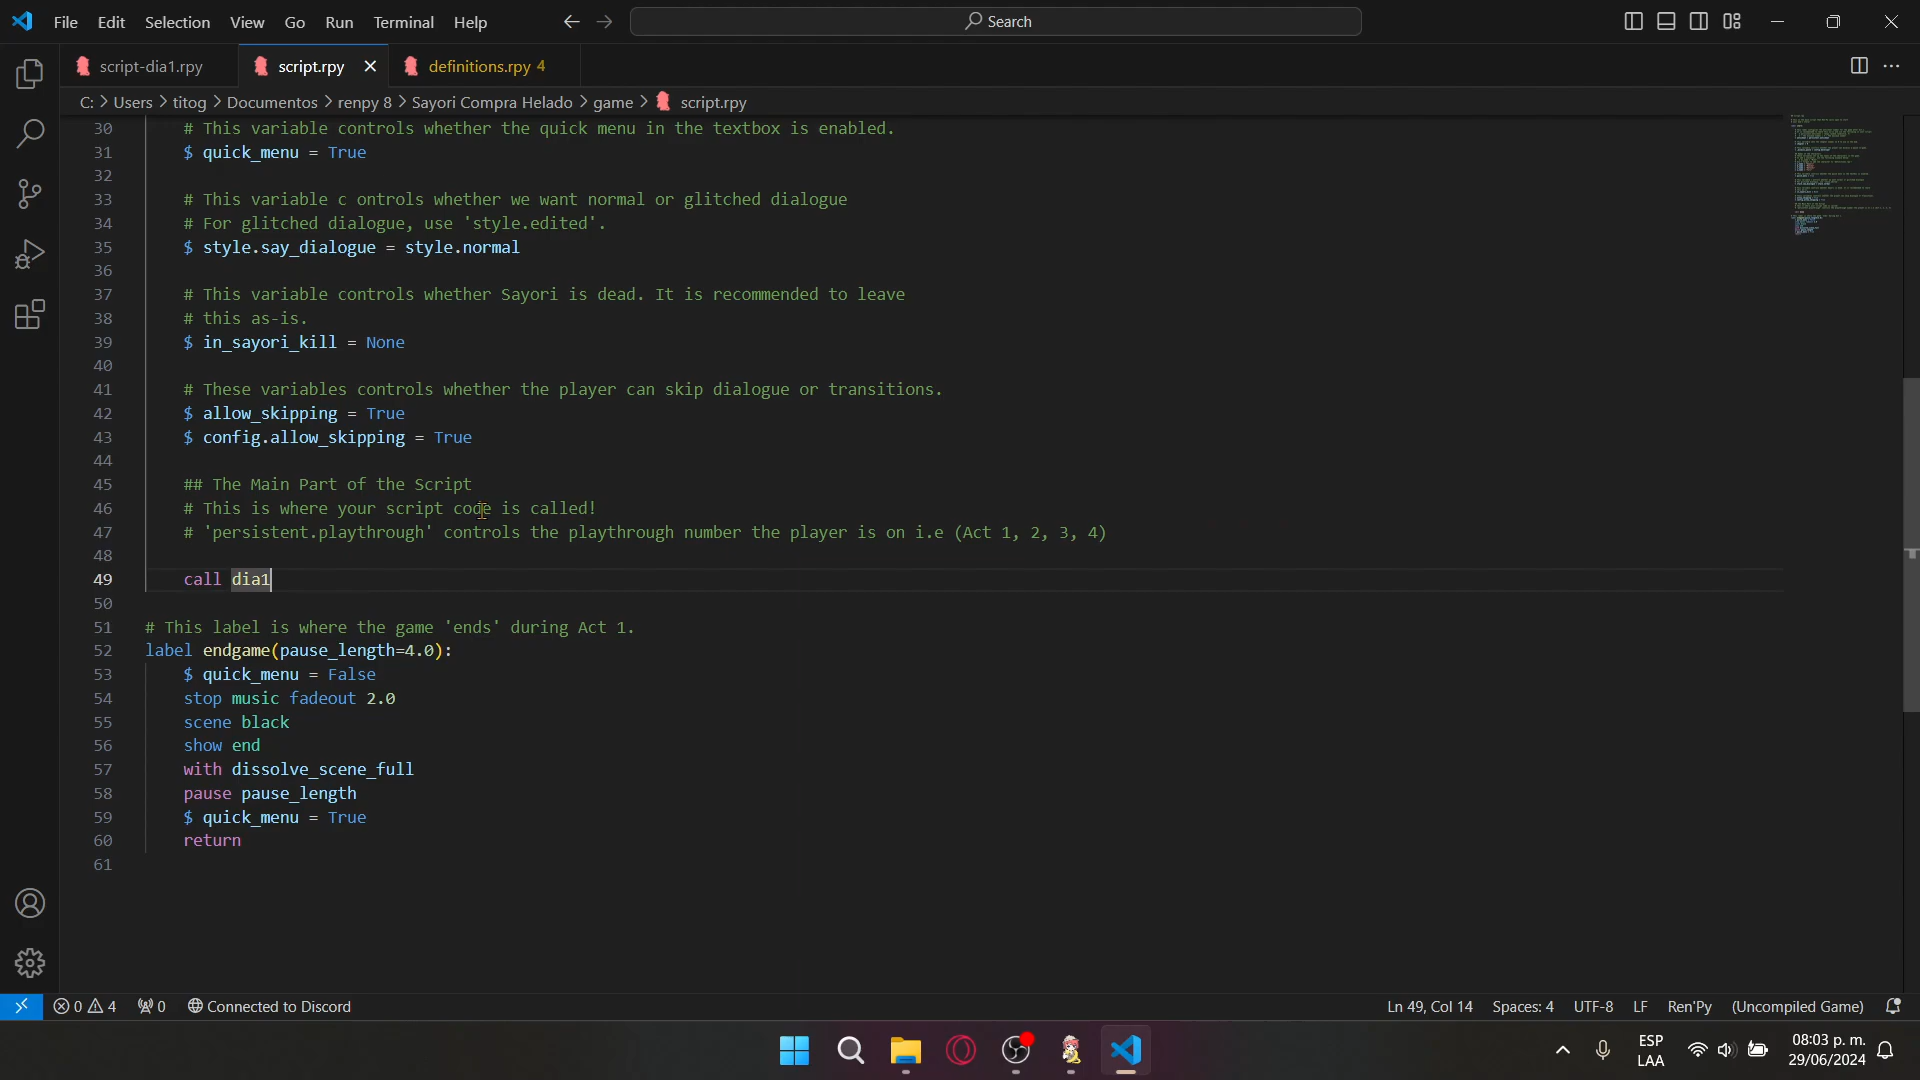 File Edit Selection View Go Run Terminal Help Search
script-dia1.rpy script.rpy definitions.rpy 4
C: > Users > titog > Documentos > renpy 8 > Sayori Compra Helado > game > script.rpy
30 # This variable controls whether the quick menu in the textbox is enabled.
31 $ quick_menu = True
32
33 # This variable c ontrols whether we want normal or glitched dialogue
34 # For glitched dialogue, use 'style.edited'.
35 $ style.say_dialogue = style.normal
36
37 # This variable controls whether Sayori is dead. It is recommended to leave
38 # this as-is.
39 $ in_sayori_kill = None
40
41 # These variables controls whether the player can skip dialogue or transitions.
42 $ allow_skipping = True
43 $ config.allow_skipping = True
44
45 ## The Main Part of the Script
46 # This is where your script code is called!
47 # 'persistent.playthrough' controls the playthrough number the player is on i.e (Act 1, 2, 3, 4)
48
49 call dia1
50
51 # This label is where the game 'ends' during Act 1.
52 label endgame(pause_length=4.0):
53 $ quick_menu = False
54 stop music fadeout 2.0
55 scene black
56 show end
57 with dissolve_scene_full
58 pause pause_length
59 $ quick_menu = True
60 return
61
0 4 0 Connected to Discord Ln 49, Col 14 Spaces: 4 UTF-8 LF Ren'Py (Uncompiled Game)
ESP 08:03 p. m.
LAA 29/06/2024